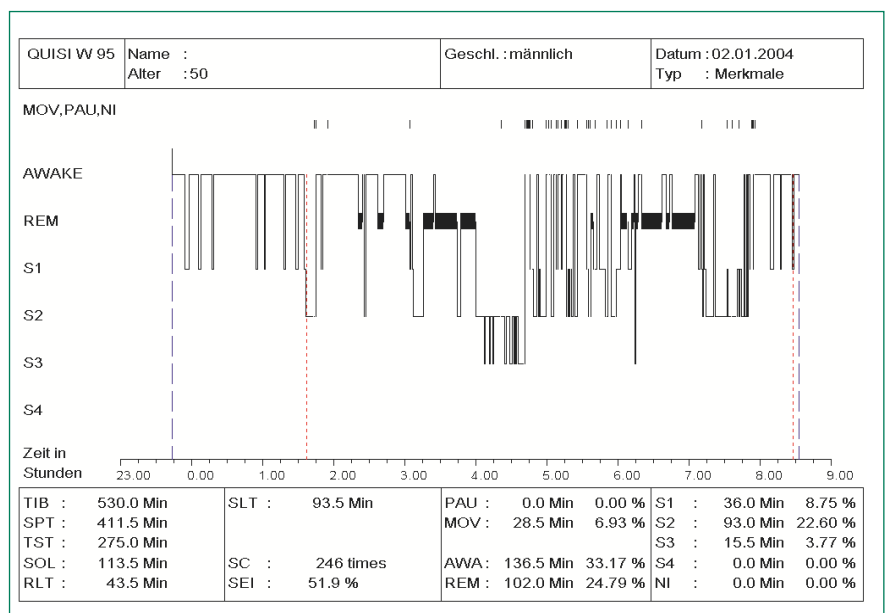 QUISI W 95 Name : Geschl. : männlich Datum : 02.01.2004
Alter : 50 Typ : Merkmale
MOV,PAU,NI
AWAKE
REM
S1
S2
S3
S4
Zeit in
Stunden 23.00 0.00 1.00 2.00 3.00 4.00 5.00 6.00 7.00 8.00 9.00
TIB : 530.0 Min SLT : 93.5 Min PAU : 0.0 Min 0.00 % S1 : 36.0 Min 8.75 %
SPT : 411.5 Min MOV : 28.5 Min 6.93 % S2 : 93.0 Min 22.60 %
TST : 275.0 Min S3 : 15.5 Min 3.77 %
SOL : 113.5 Min SC : 246 times AWA : 136.5 Min 33.17 % S4 : 0.0 Min 0.00 %
RLT : 43.5 Min SEI : 51.9 % REM : 102.0 Min 24.79 % NI : 0.0 Min 0.00 %